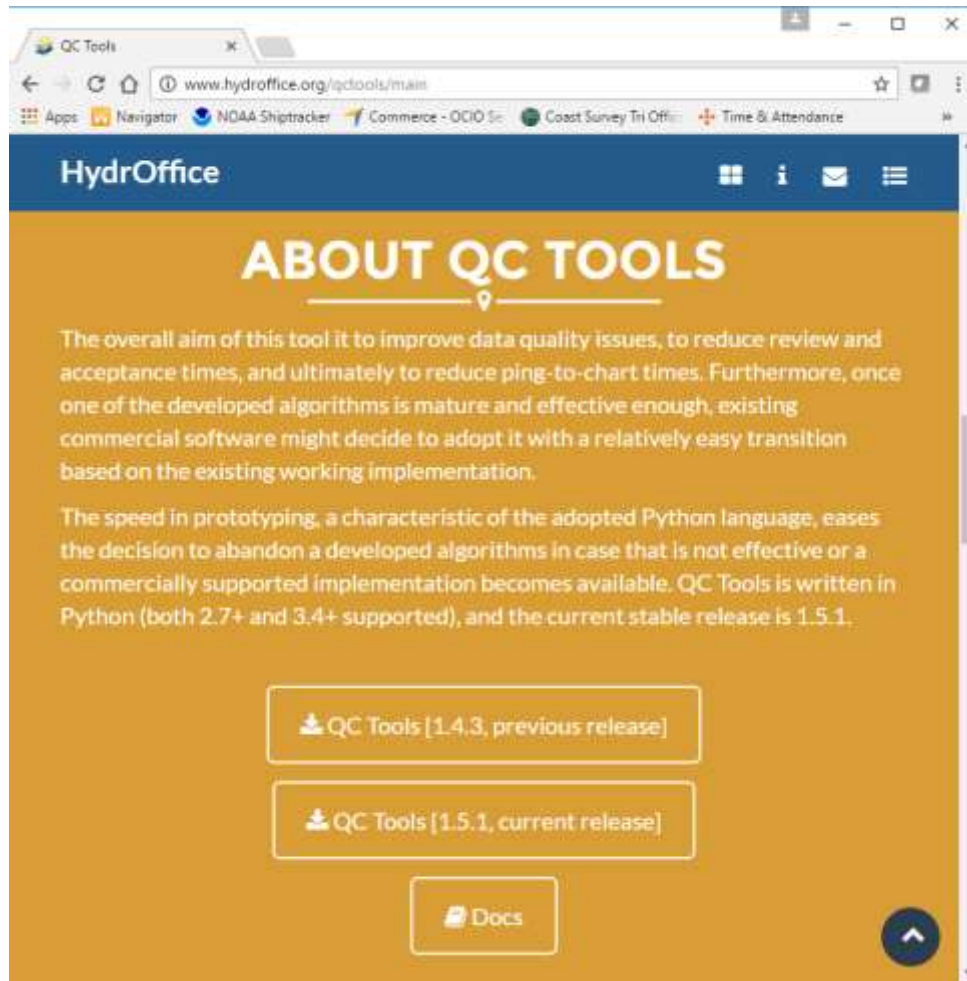 QC Tools
www.hydroffice.org/qctools/main
Apps Navigator NOAA Shiptracker Commerce - OCIO Se Coast Survey Tri Offic Time & Attendance
HydrOffice
ABOUT QC TOOLS
The overall aim of this tool it to improve data quality issues, to reduce review and
acceptance times, and ultimately to reduce ping-to-chart times. Furthermore, once
one of the developed algorithms is mature and effective enough, existing
commercial software might decide to adopt it with a relatively easy transition
based on the existing working implementation.
The speed in prototyping, a characteristic of the adopted Python language, eases
the decision to abandon a developed algorithms in case that is not effective or a
commercially supported implementation becomes available. QC Tools is written in
Python (both 2.7+ and 3.4+ supported), and the current stable release is 1.5.1.
QC Tools [1.4.3, previous release]
QC Tools [1.5.1, current release]
Docs